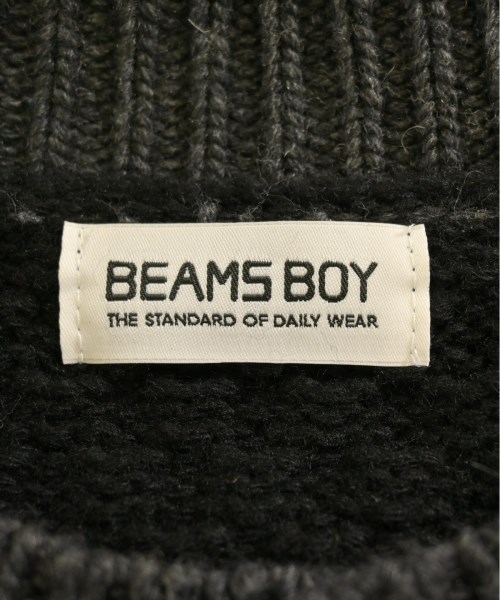 BEAMS BOY
THE STANDARD OF DAILY WEAR